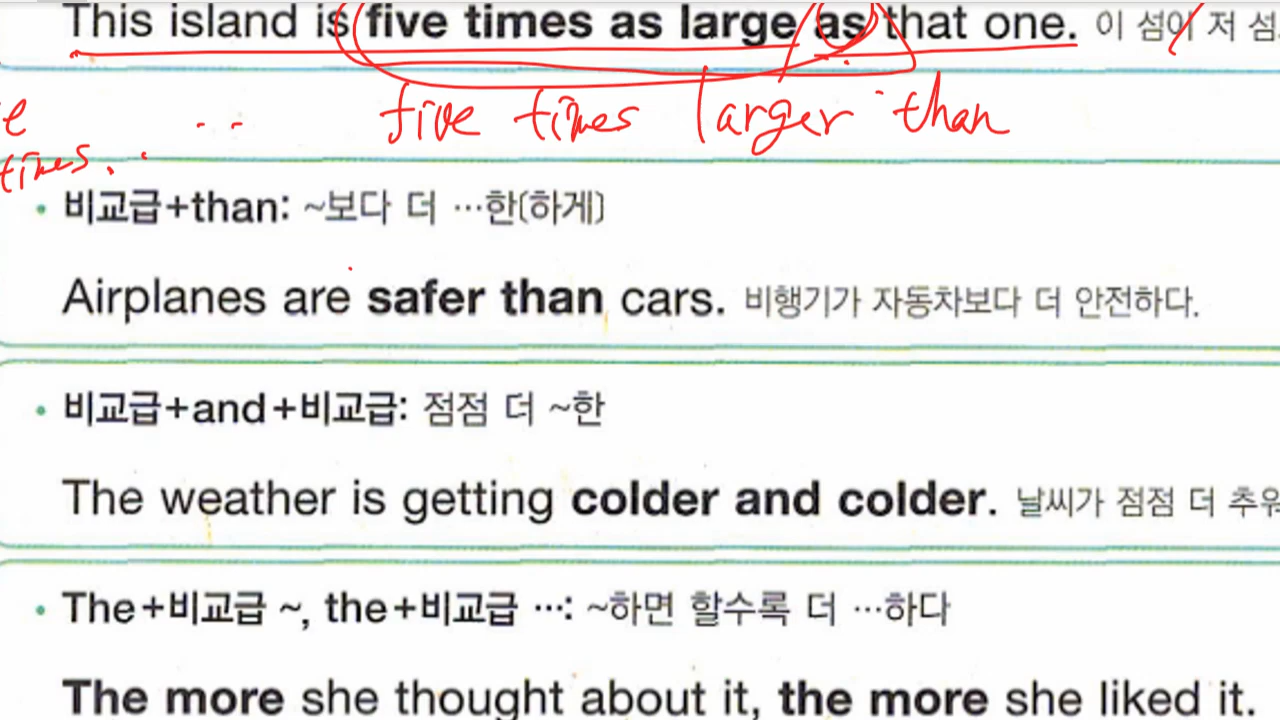 This island is five times as large as that one. 이 섬이 저 섬
e .. five times larger than
times..
• 비교급+than: ~보다 더 …한(하게)
Airplanes are safer than cars. 비행기가 자동차보다 더 안전하다.
• 비교급+and+비교급: 점점 더 ~한
The weather is getting colder and colder. 날씨가 점점 더 추워
• The+비교급 ~, the+비교급 …: ~하면 할수록 더 …하다
The more she thought about it, the more she liked it.